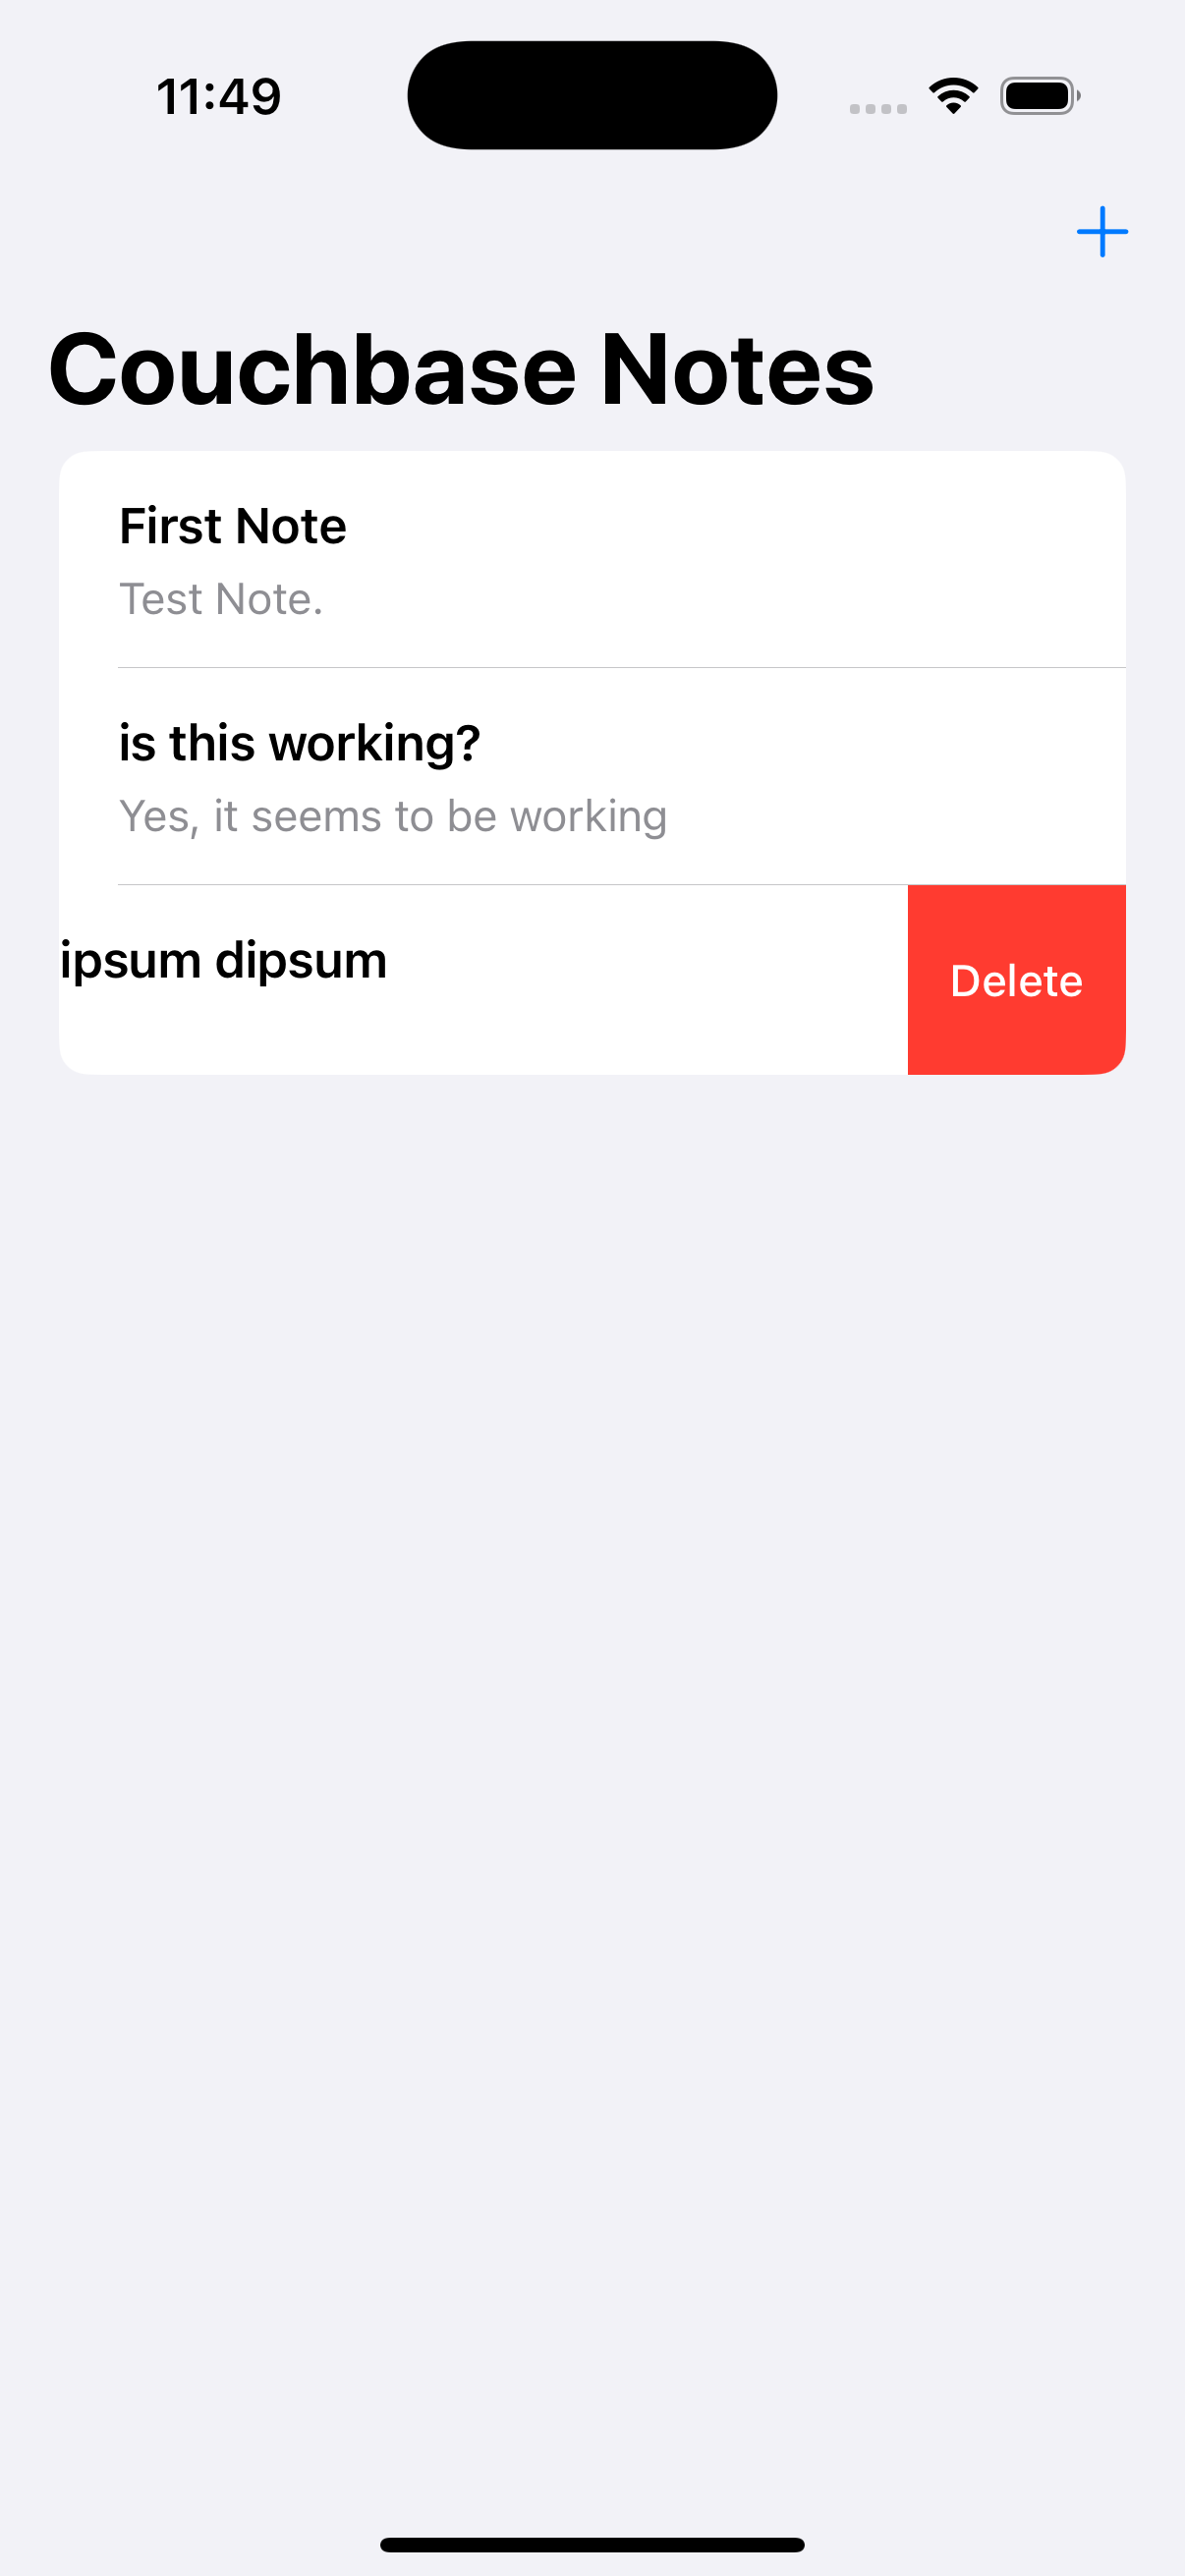 11:49
Couchbase Notes
First Note
Test Note.
is this working?
Yes, it seems to be working
ipsum dipsum
Delete